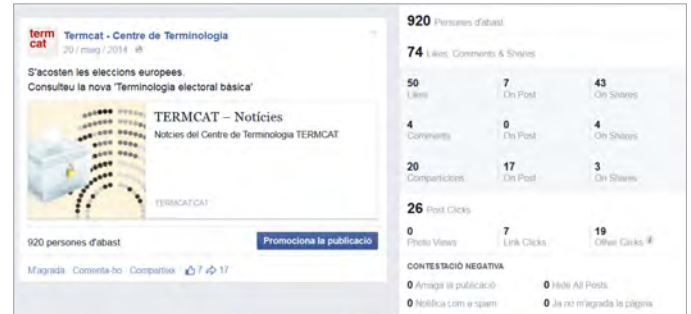 term
cat
Termcat - Centre de Terminologia
20 / maig / 2014
S'acosten les eleccions europees.
Consulteu la nova 'Terminologia electoral bàsica'
TERMCAT – Notícies
Notcies del Centre de Terminologia TERMCAT
TERMCAT.CAT
920 persones d'abast
Promociona la publicació
M'agrada · Comenta-ho · Comparteix · 7 17
920 Persones d'abast
74 Likes, Comments & Shares
50 7 43
Likes On Post On Shares
4 0 4
Comments On Post On Shares
20 17 3
Comparticions On Post On Shares
26 Post Clicks
0 7 19
Photo Views Link Clicks Other Clicks
CONTESTACIÓ NEGATIVA
0 Amaga la publicació 0 Hide All Posts
0 Notifica com a spam 0 Ja no m'agrada la pàgina